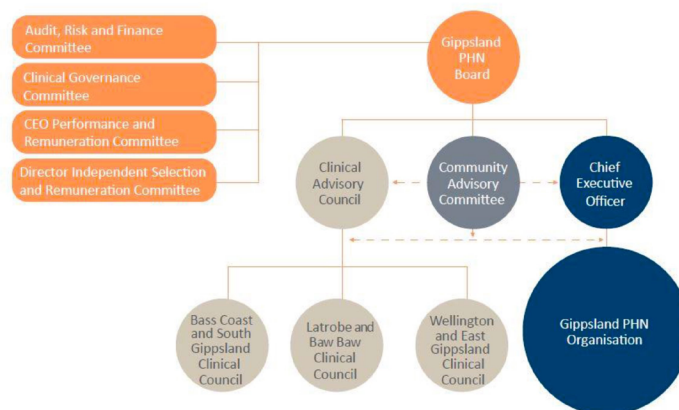 Audit, Risk and Finance
Committee
Clinical Governance
Committee
CEO Performance and
Remuneration Committee
Director Independent Selection
and Remuneration Committee
Gippsland
PHN
Board
Clinical
Advisory
Council
Community
Advisory
Committee
Chief
Executive
Officer
Bass Coast
and South
Gippsland
Clinical
Council
Latrobe and
Baw Baw
Clinical
Council
Wellington
and East
Gippsland
Clinical
Council
Gippsland PHN
Organisation